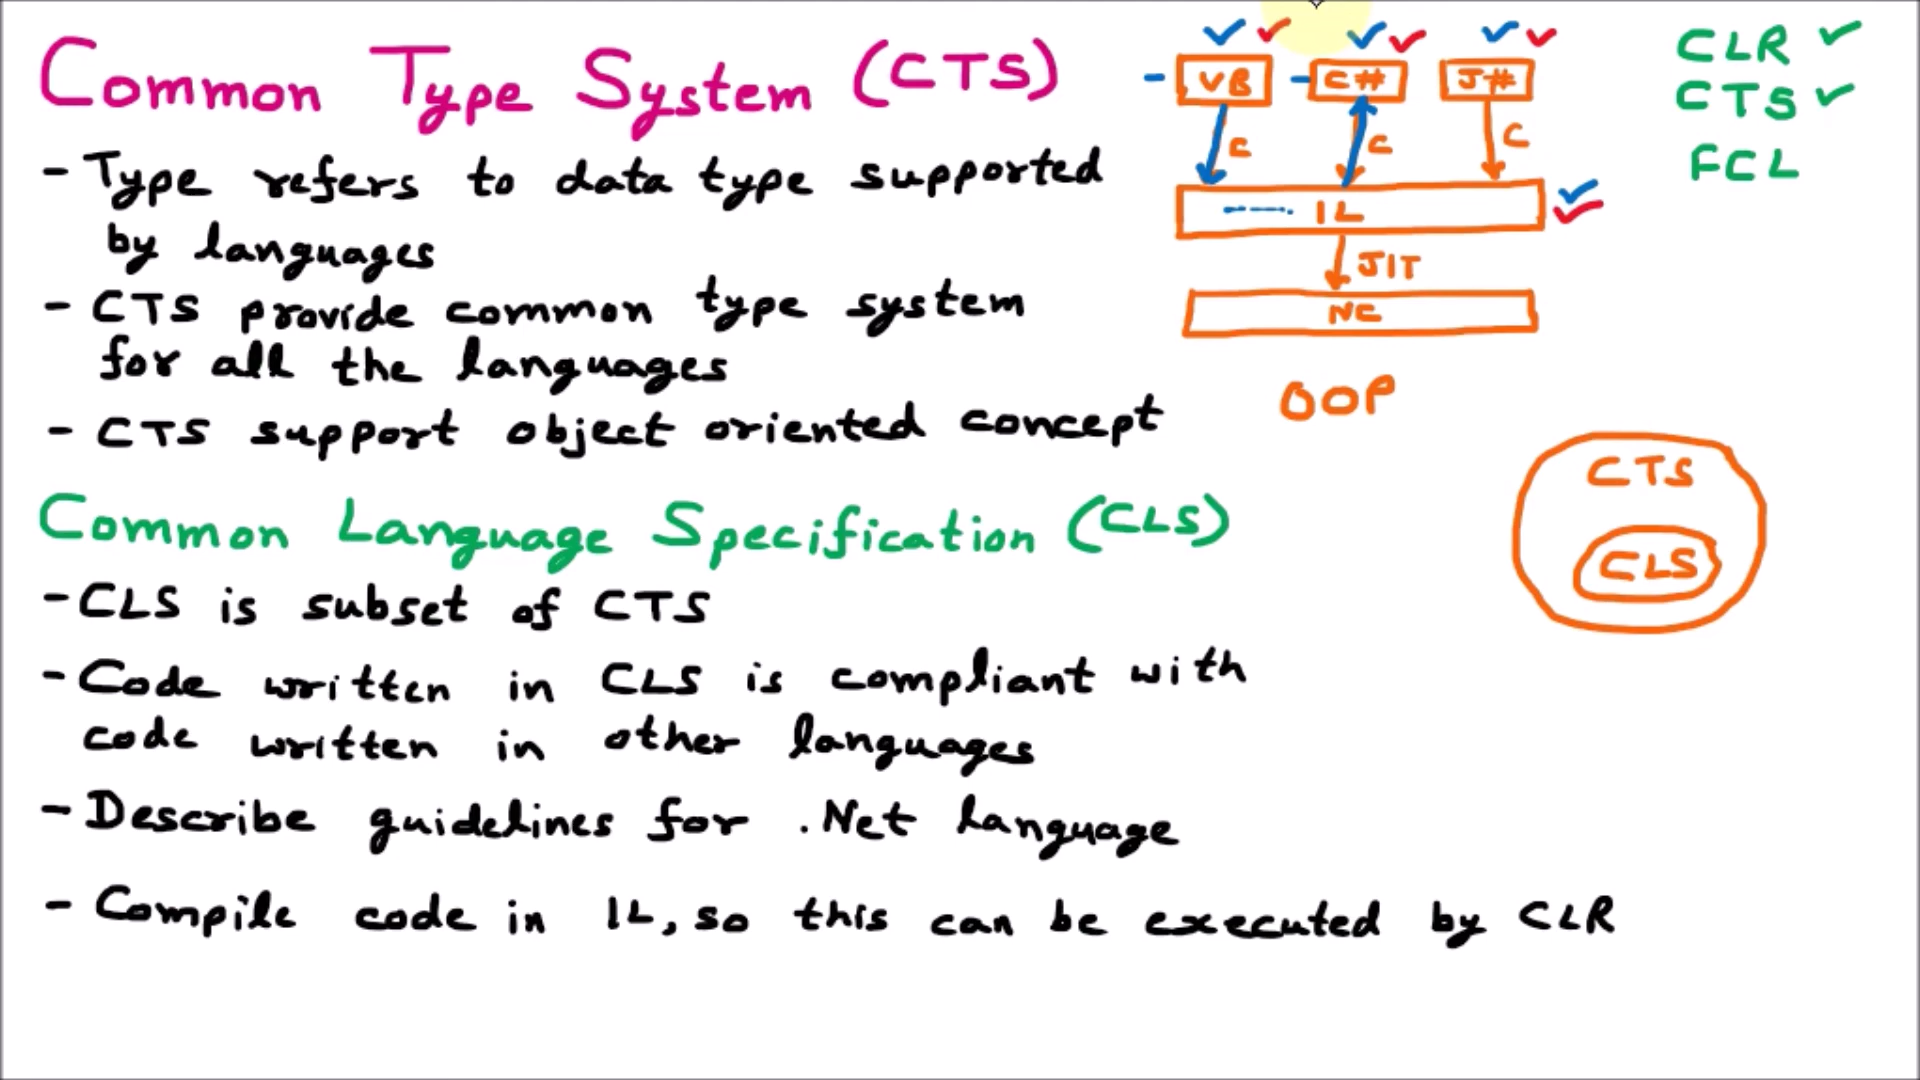 Common Type System (CTS)
- Type refers to data type supported
by languages
- CTS provide common type system
for all the languages
- CTS support object oriented concept
Common Language Specification (CLS)
- CLS is subset of CTS
- Code written in CLS is compliant with
code written in other languages
- Describe guidelines for .Net language
- Compile code in IL, so this can be executed by CLR
VB C# J#
C C C
IL
JIT
NC
OOP
CLR
CTS
FCL
CTS
CLS